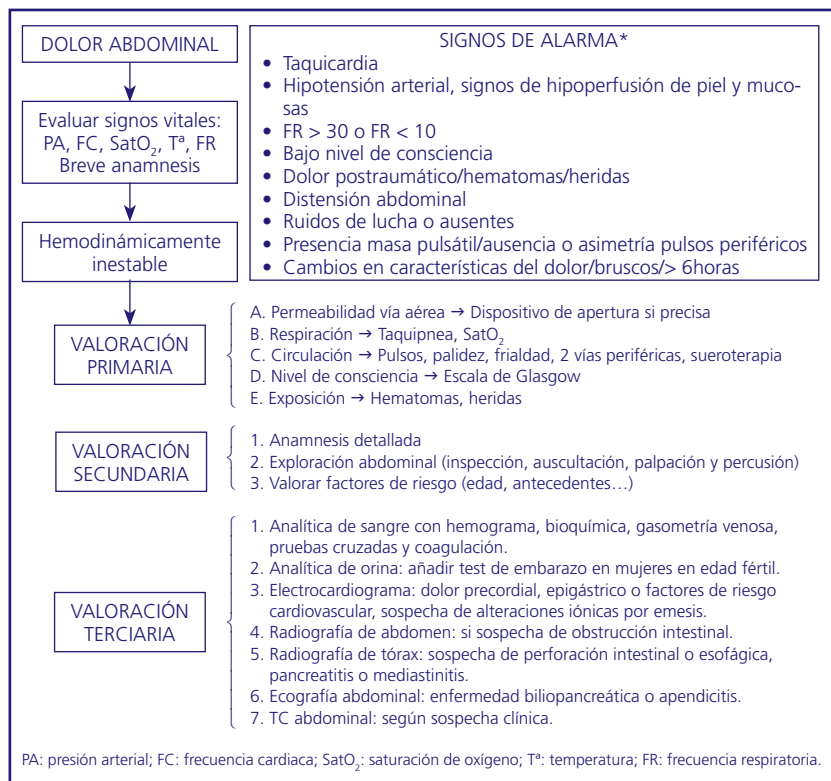 DOLOR ABDOMINAL
Evaluar signos vitales:
PA, FC, SatO₂, Tª, FR
Breve anamnesis
Hemodinámicamente
inestable
SIGNOS DE ALARMA*
• Taquicardia
• Hipotensión arterial, signos de hipoperfusión de piel y muco-
sas
• FR > 30 o FR < 10
• Bajo nivel de consciencia
• Dolor postraumático/hematomas/heridas
• Distensión abdominal
• Ruidos de lucha o ausentes
• Presencia masa pulsátil/ausencia o asimetría pulsos periféricos
• Cambios en características del dolor/bruscos/> 6horas
VALORACIÓN
PRIMARIA
A. Permeabilidad vía aérea → Dispositivo de apertura si precisa
B. Respiración → Taquipnea, SatO₂
C. Circulación → Pulsos, palidez, frialdad, 2 vías periféricas, sueroterapia
D. Nivel de consciencia → Escala de Glasgow
E. Exposición → Hematomas, heridas
VALORACIÓN
SECUNDARIA
1. Anamnesis detallada
2. Exploración abdominal (inspección, auscultación, palpación y percusión)
3. Valorar factores de riesgo (edad, antecedentes...)
VALORACIÓN
TERCIARIA
1. Analítica de sangre con hemograma, bioquímica, gasometría venosa,
pruebas cruzadas y coagulación.
2. Analítica de orina: añadir test de embarazo en mujeres en edad fértil.
3. Electrocardiograma: dolor precordial, epigástrico o factores de riesgo
cardiovascular, sospecha de alteraciones iónicas por emesis.
4. Radiografía de abdomen: si sospecha de obstrucción intestinal.
5. Radiografía de tórax: sospecha de perforación intestinal o esofágica,
pancreatitis o mediastinitis.
6. Ecografía abdominal: enfermedad biliopancreática o apendicitis.
7. TC abdominal: según sospecha clínica.
PA: presión arterial; FC: frecuencia cardiaca; SatO₂: saturación de oxígeno; Tª: temperatura; FR: frecuencia respiratoria.